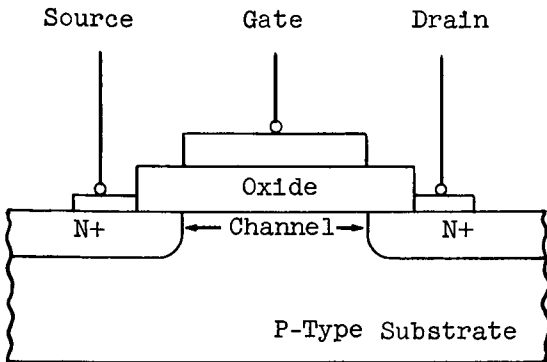 Source Gate Drain
Oxide
N+ Channel N+
P-Type Substrate